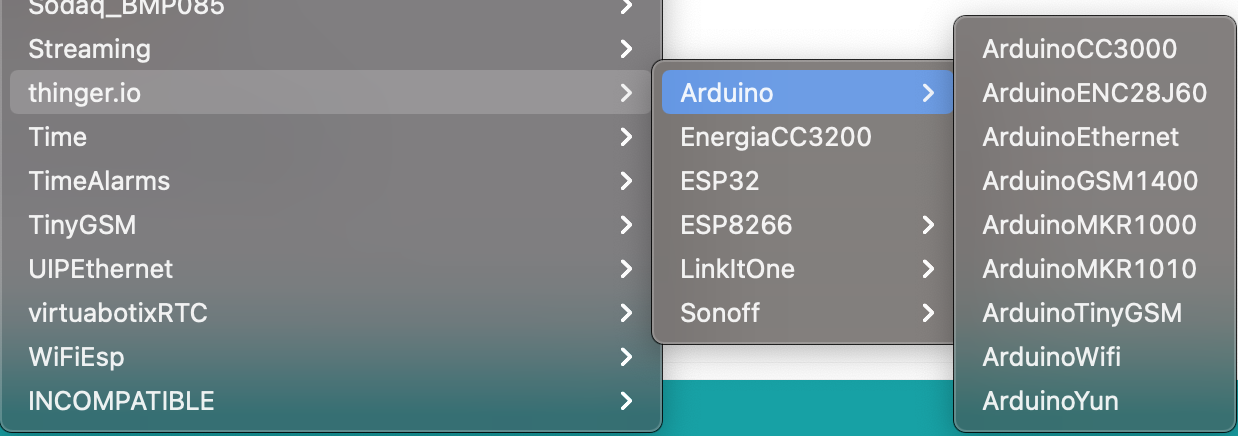 Sodaq_BMP085
Streaming
thinger.io
Time
TimeAlarms
TinyGSM
UIPEthernet
virtuabotixRTC
WiFiEsp
INCOMPATIBLE
Arduino
EnergiaCC3200
ESP32
ESP8266
LinkItOne
Sonoff
ArduinoCC3000
ArduinoENC28J60
ArduinoEthernet
ArduinoGSM1400
ArduinoMKR1000
ArduinoMKR1010
ArduinoTinyGSM
ArduinoWifi
ArduinoYun